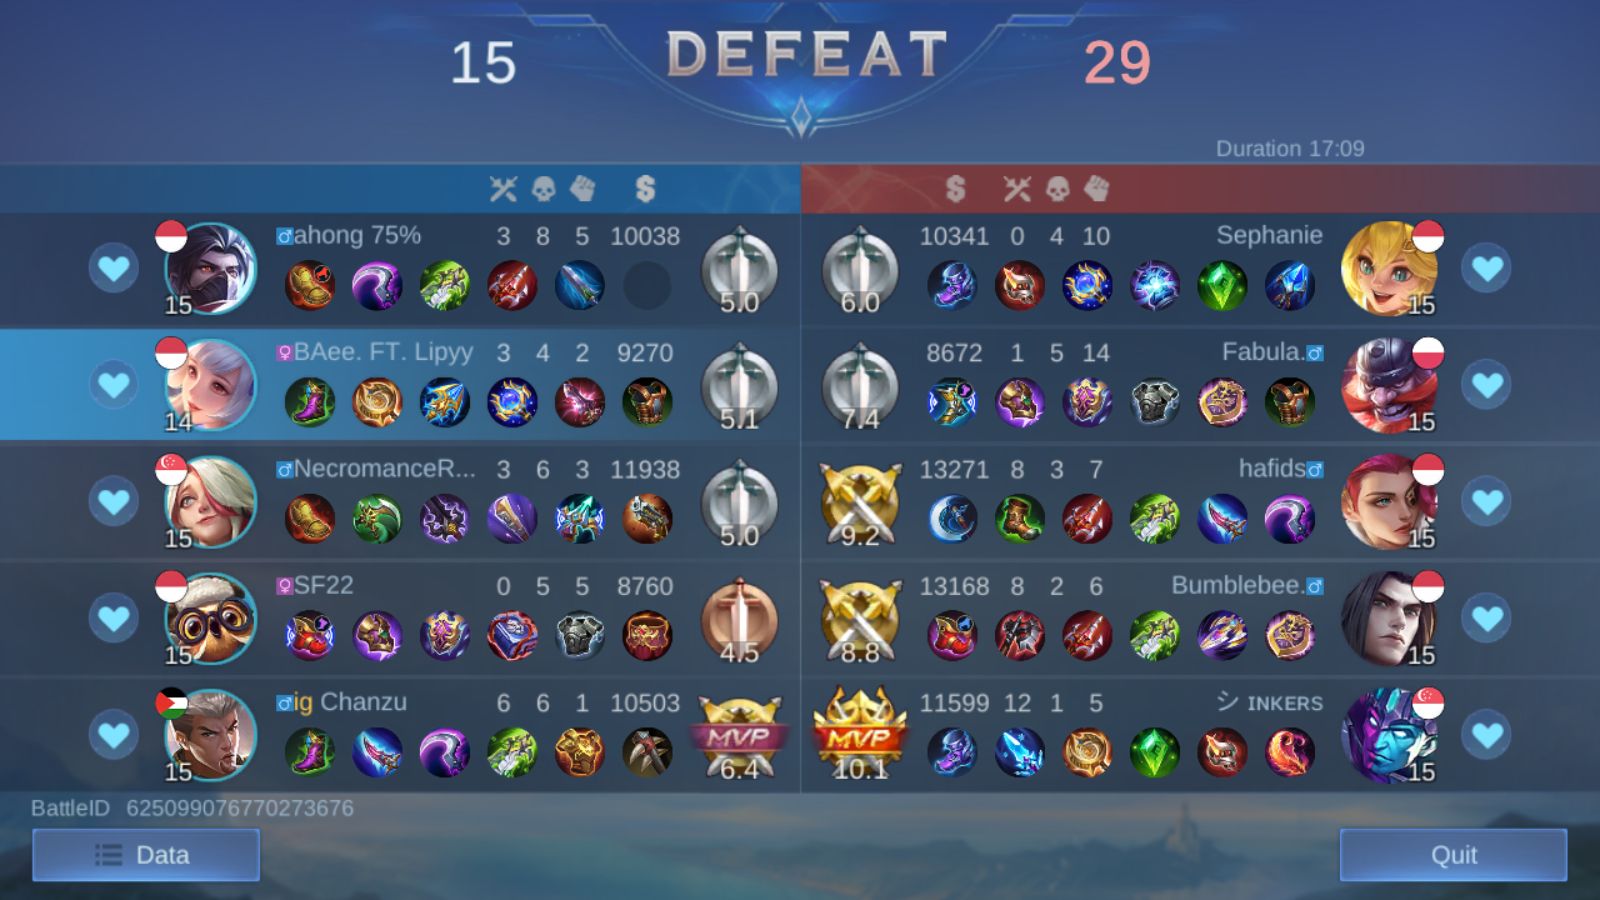 15 DEFEAT 29
Duration 17:09
ahong 75% 3 8 5 10038 5.0 15
6.0 10341 0 4 10 Sephanie 15
BAee. FT. Lipyy 3 4 2 9270 5.1 14
7.4 8672 1 5 14 Fabula. 15
NecromanceR... 3 6 3 11938 5.0 15
9.2 13271 8 3 7 hafids 15
SF22 0 5 5 8760 4.5 15
8.8 13168 8 2 6 Bumblebee. 15
ig Chanzu 6 6 1 10503 MVP 6.4 15
MVP 10.1 11599 12 1 5 シ INKERS 15
BattleID 625099076770273676
Data
Quit